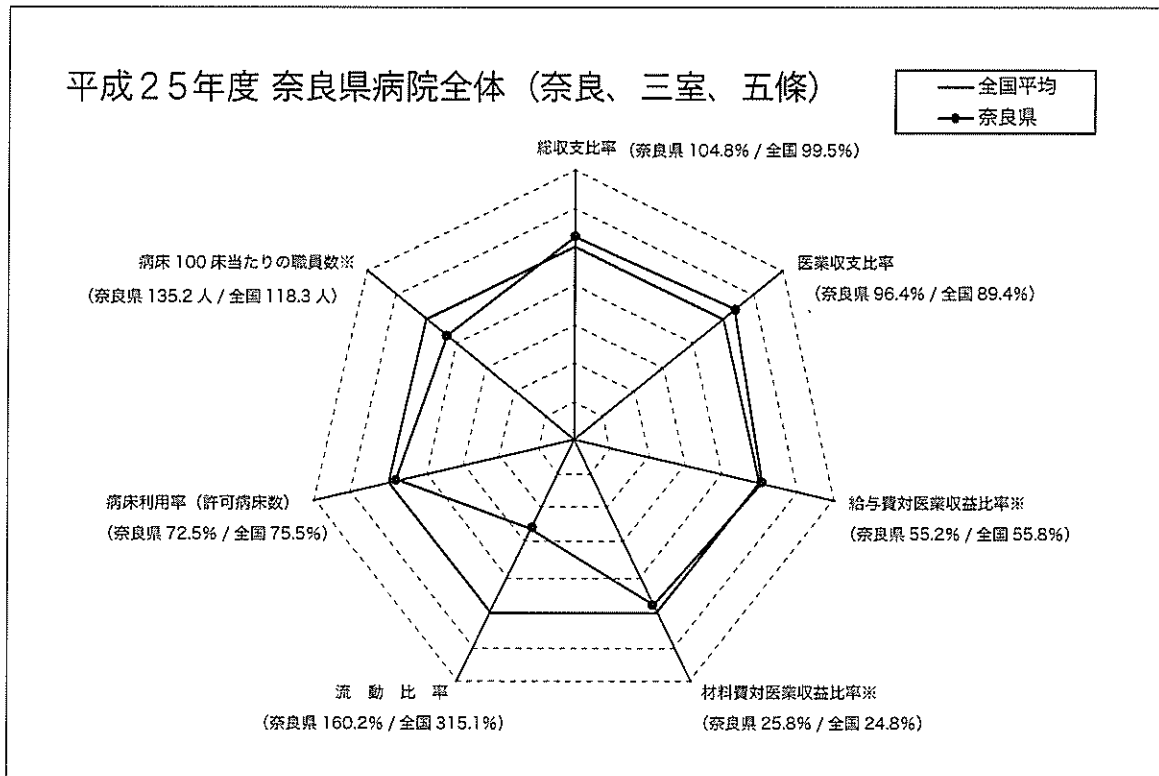 平成25年度 奈良県病院全体（奈良、三室、五條）
全国平均
奈良県
総収支比率（奈良県 104.8% / 全国 99.5%）
医業収支比率
（奈良県 96.4% / 全国 89.4%）
給与費対医業収益比率※
（奈良県 55.2% / 全国 55.8%）
材料費対医業収益比率※
（奈良県 25.8% / 全国 24.8%）
流動比率
（奈良県 160.2% / 全国 315.1%）
病床利用率（許可病床数）
（奈良県 72.5% / 全国 75.5%）
病床 100 床当たりの職員数※
（奈良県 135.2 人 / 全国 118.3 人）